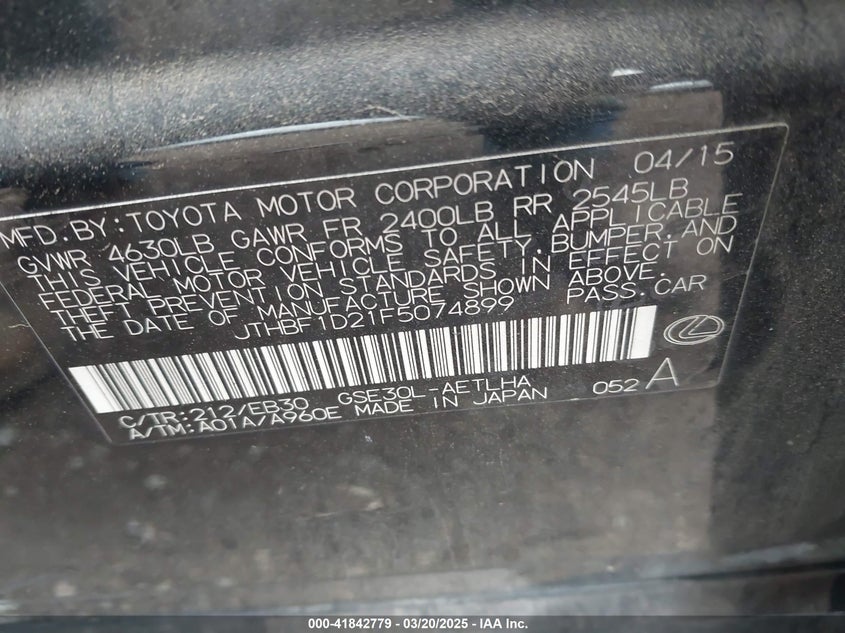 MFD.BY:TOYOTA MOTOR CORPORATION 04/15
GVWR 4630LB GAWR FR 2400LB RR 2545LB
THIS VEHICLE CONFORMS TO ALL APPLICABLE
FEDERAL MOTOR VEHICLE SAFETY,BUMPER,AND
THEFT PREVENTION STANDARDS IN EFFECT ON
THE DATE OF MANUFACTURE SHOWN ABOVE.
JTHBF1D21F5074899 PASS.CAR
C/TR:212/EB30 GSE30L-AETLHA 052 A
A/TM:A01A/A960E MADE IN JAPAN
000-41842779 - 03/20/2025 - IAA Inc.